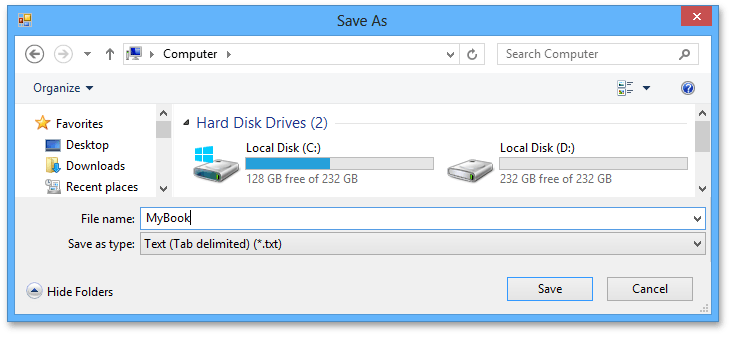 Save As
Computer
Search Computer
Organize
Favorites
Desktop
Downloads
Recent places
Hard Disk Drives (2)
Local Disk (C:)
128 GB free of 232 GB
Local Disk (D:)
232 GB free of 232 GB
File name: MyBook
Save as type: Text (Tab delimited) (*.txt)
Hide Folders
Save
Cancel